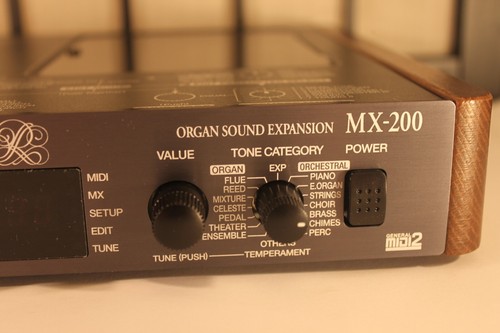 ORGAN SOUND EXPANSION MX-200
VALUE TONE CATEGORY POWER
ORGAN EXP ORCHESTRAL
FLUE PIANO
REED E.ORGAN
MIXTURE STRINGS
CELESTE CHOIR
PEDAL BRASS
THEATER CHIMES
ENSEMBLE PERC
OTHERS
TUNE (PUSH) TEMPERAMENT
MIDI
MX
SETUP
EDIT
TUNE
GENERAL
MIDI2